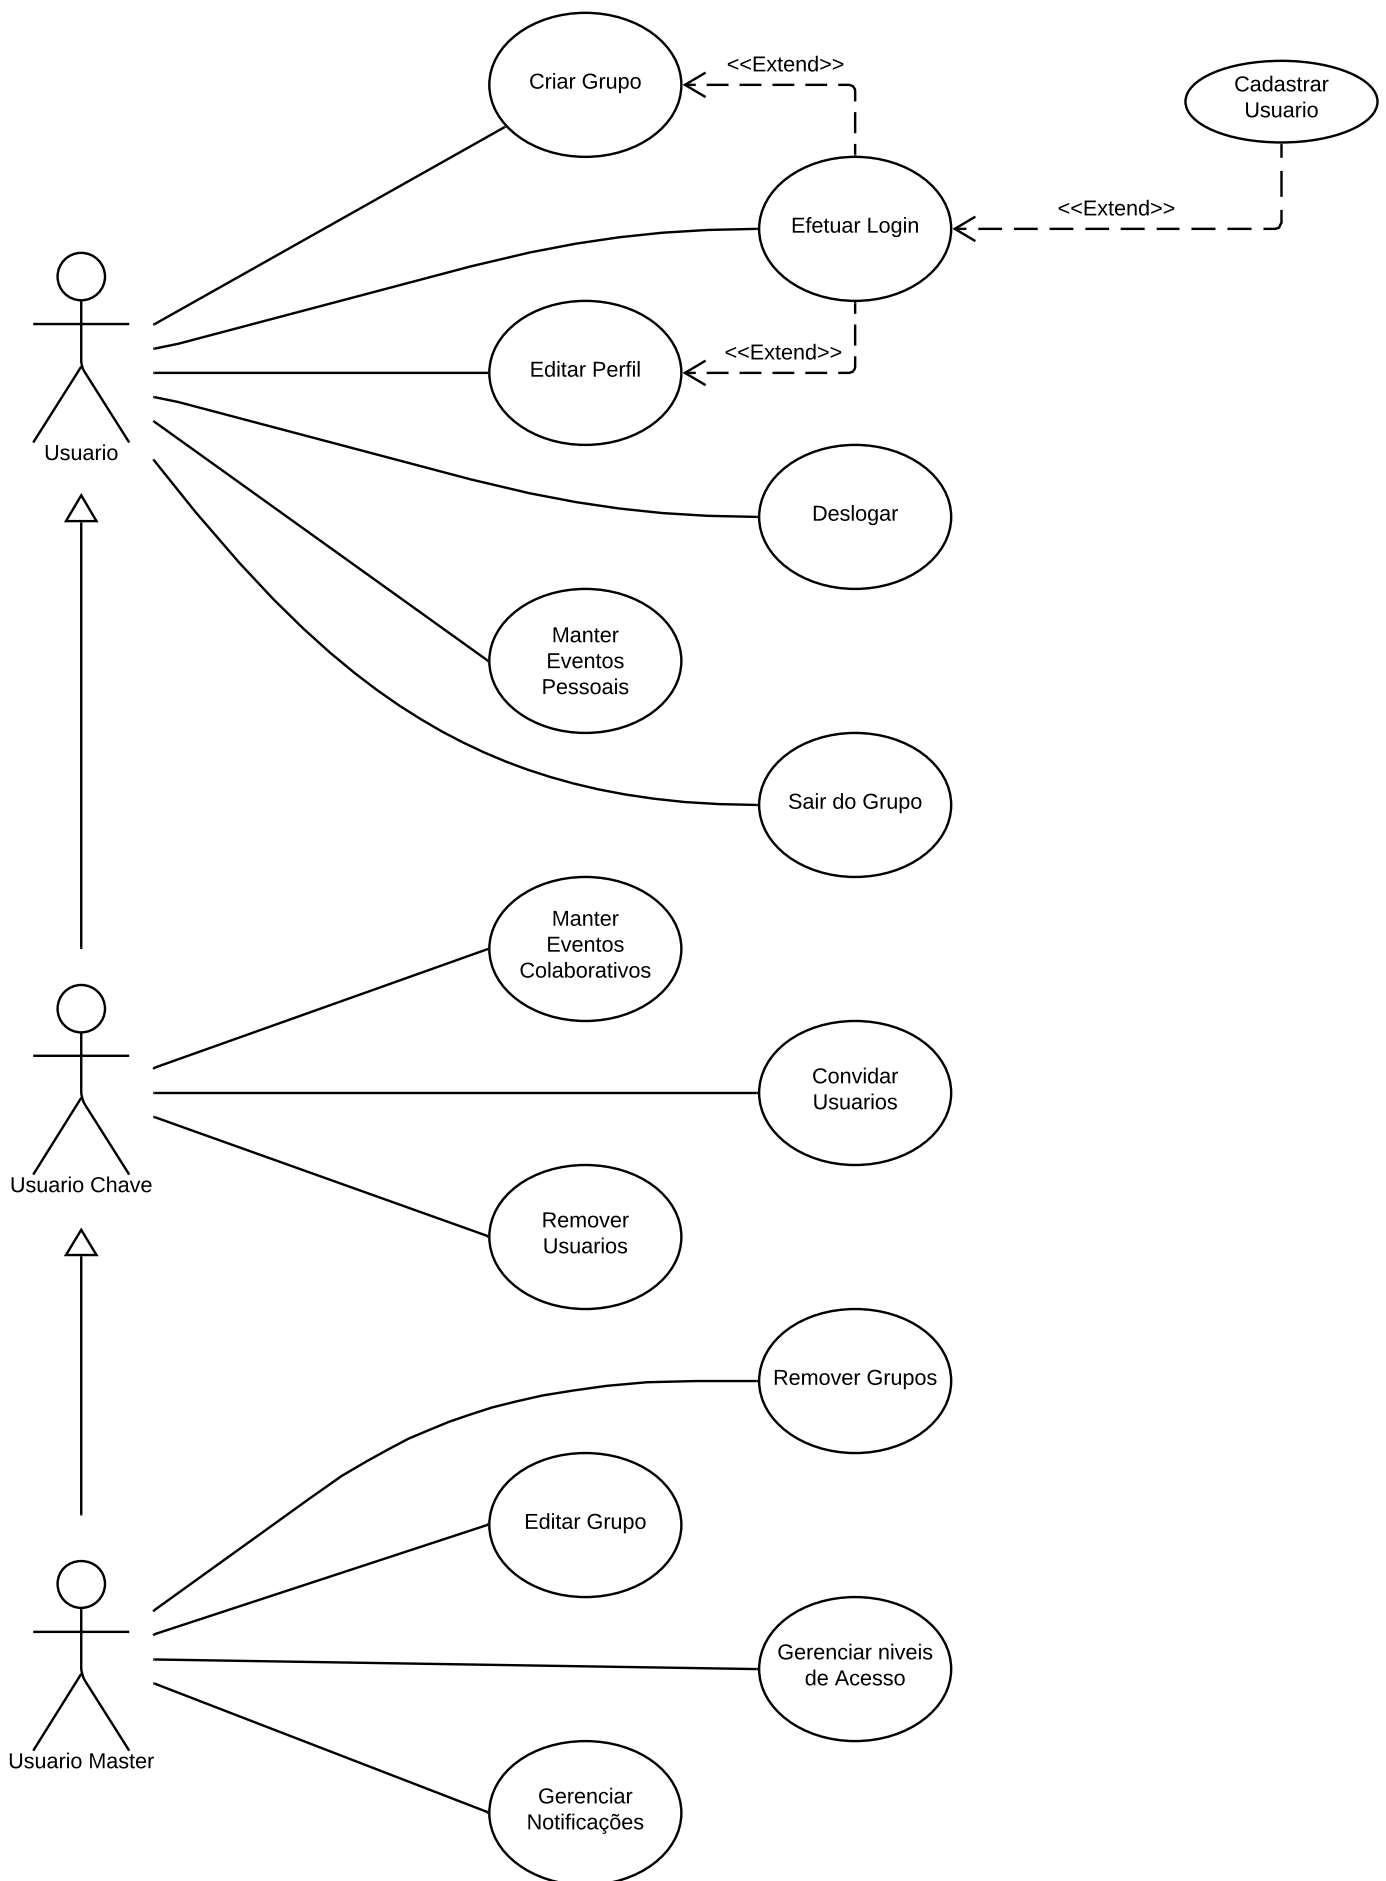 Criar Grupo
<<Extend>>
Cadastrar
Usuario
Efetuar Login
<<Extend>>
Editar Perfil
<<Extend>>
Usuario
Deslogar
Manter
Eventos
Pessoais
Sair do Grupo
Manter
Eventos
Colaborativos
Convidar
Usuarios
Usuario Chave
Remover
Usuarios
Remover Grupos
Editar Grupo
Gerenciar niveis
de Acesso
Usuario Master
Gerenciar
Notificações